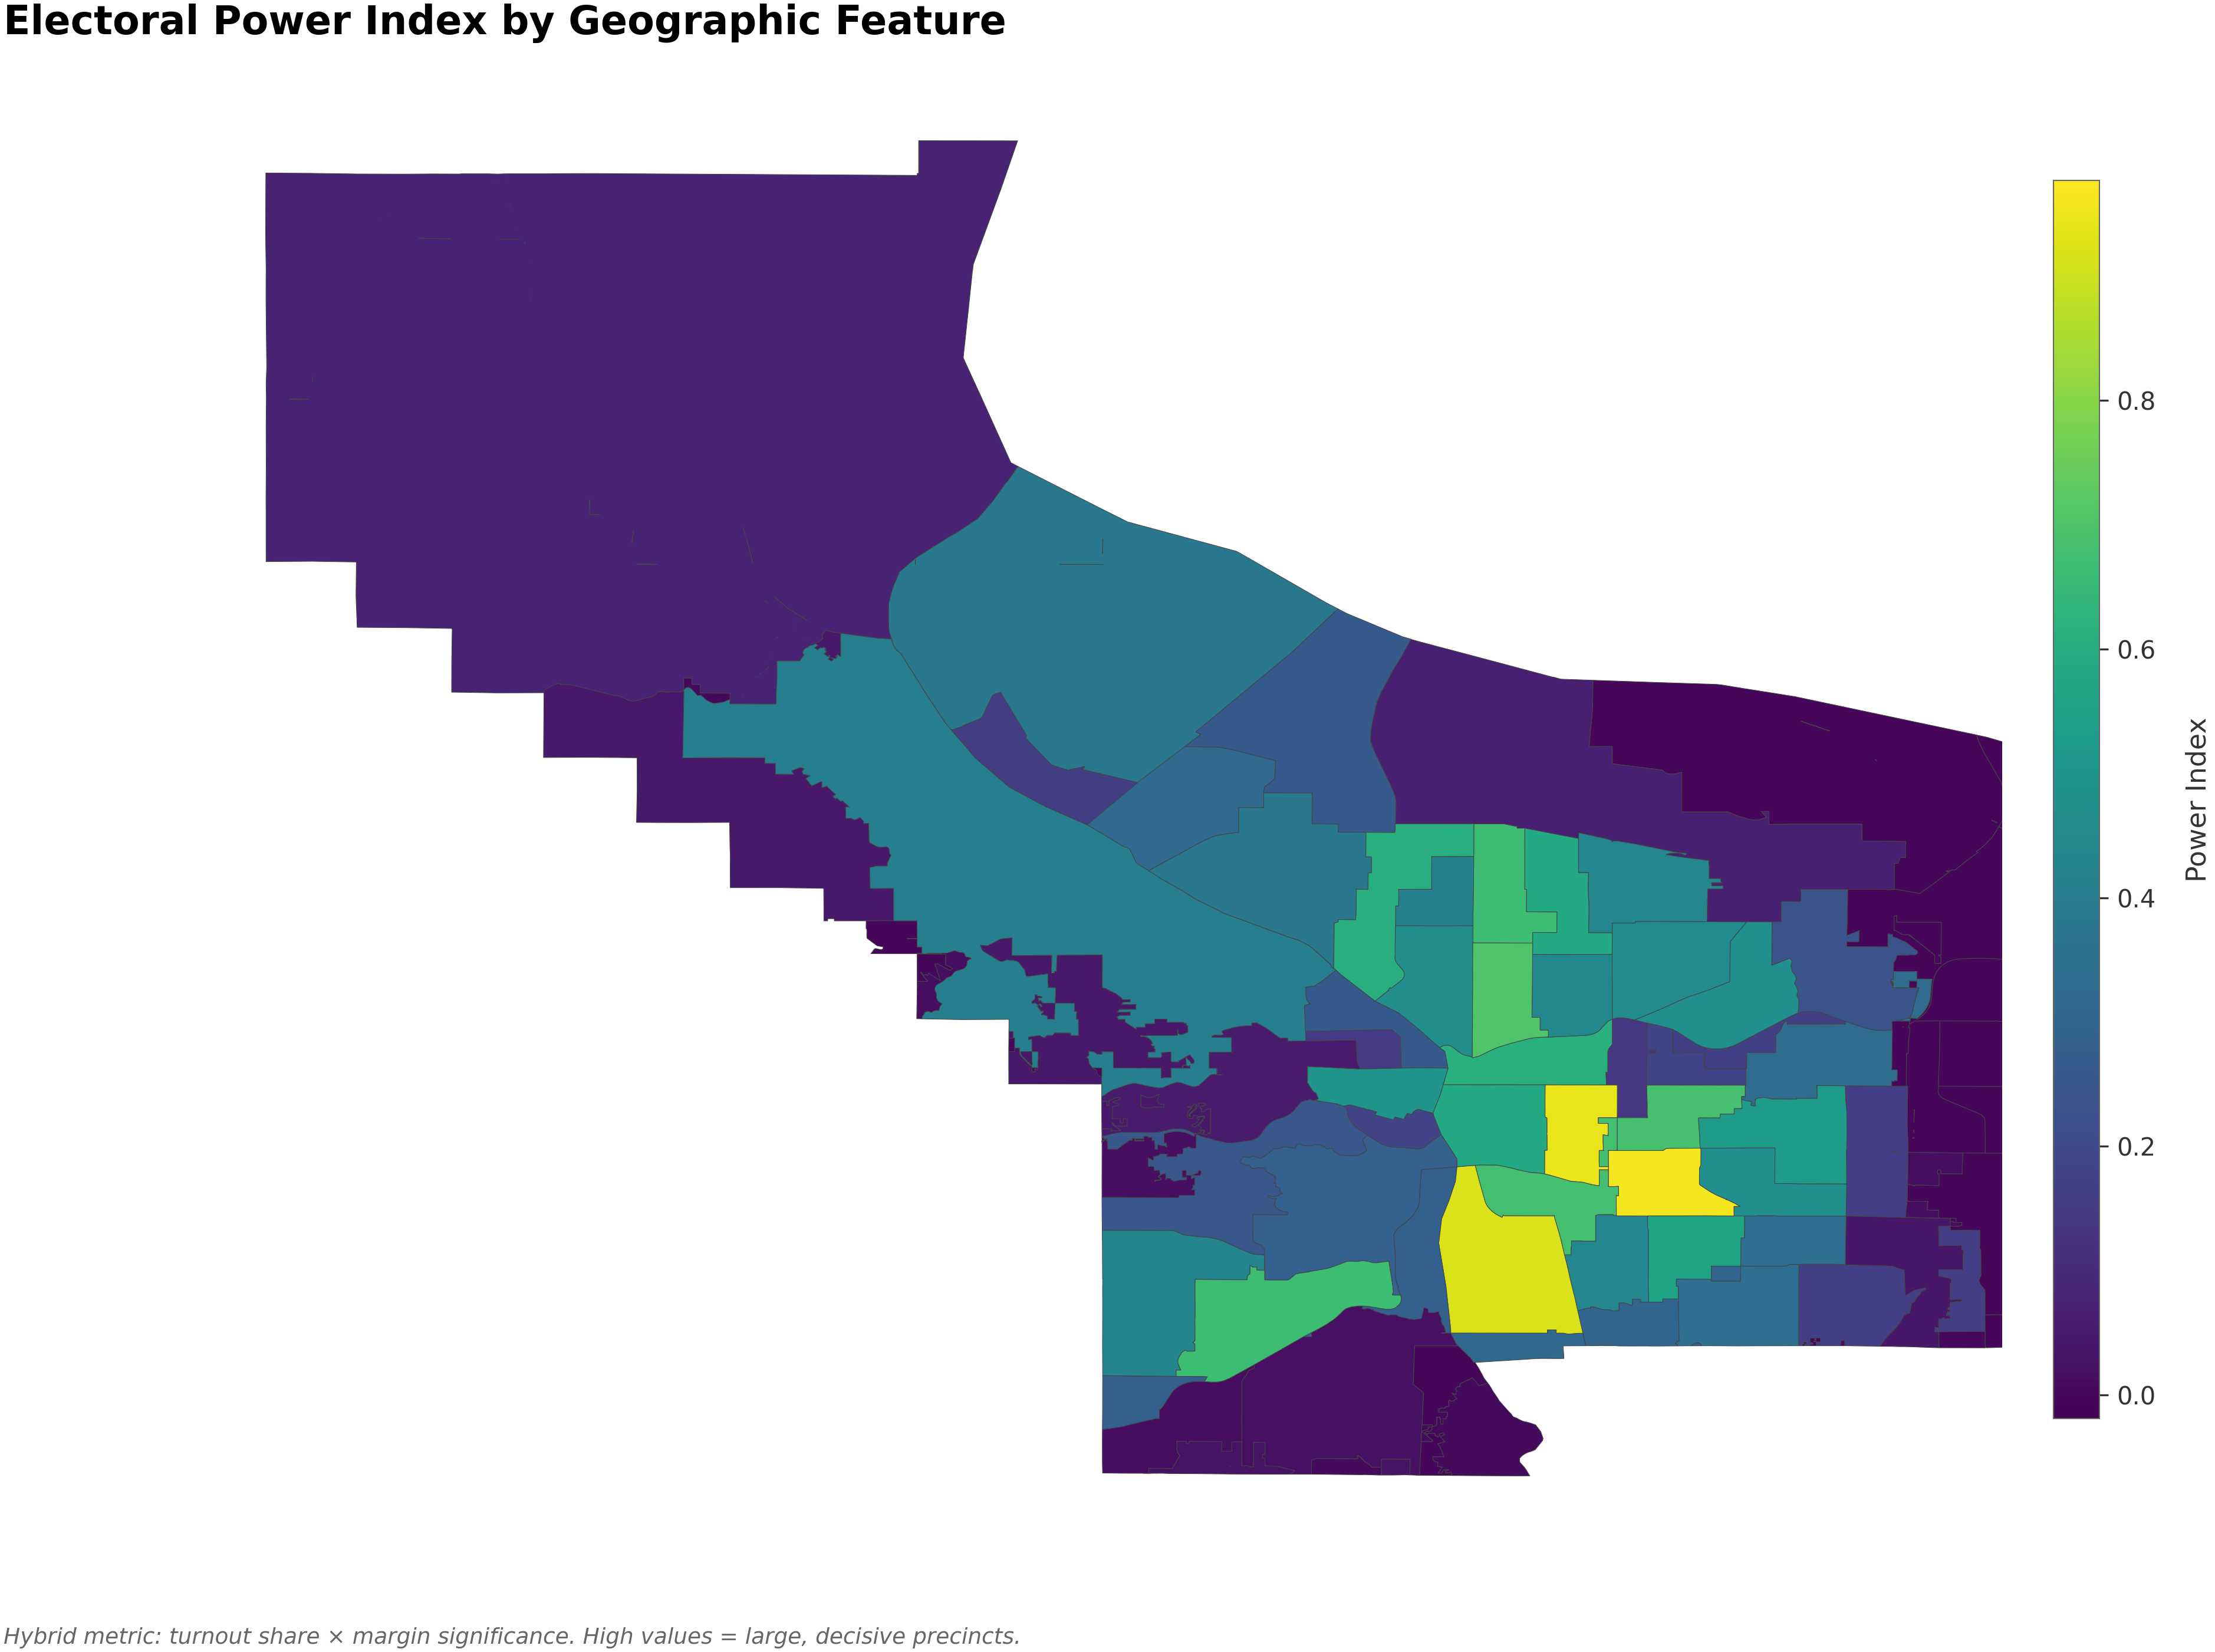 Electoral Power Index by Geographic Feature
0.8
0.6
0.4
0.2
0.0
Power Index
Hybrid metric: turnout share × margin significance. High values = large, decisive precincts.